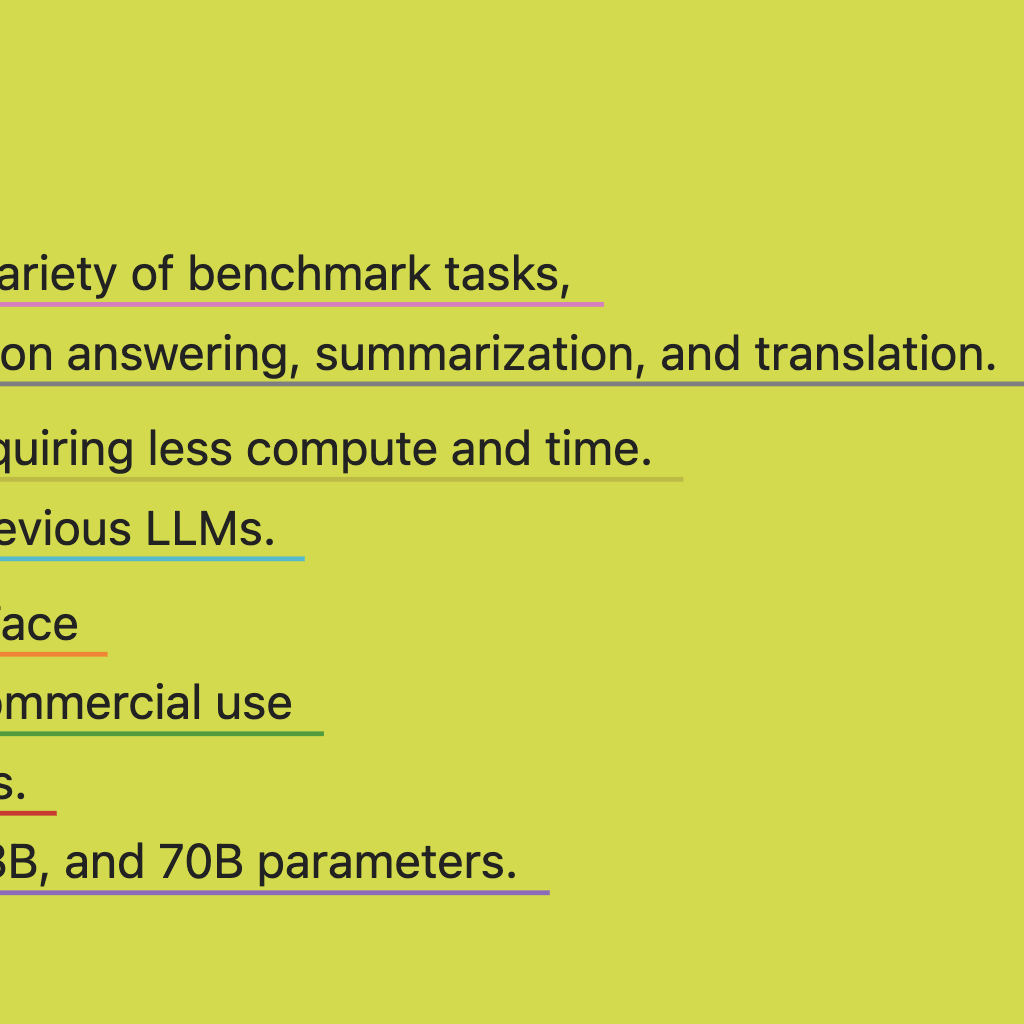 ariety of benchmark tasks,
on answering, summarization, and translation.
quiring less compute and time.
evious LLMs.
face
ommercial use
s.
3B, and 70B parameters.